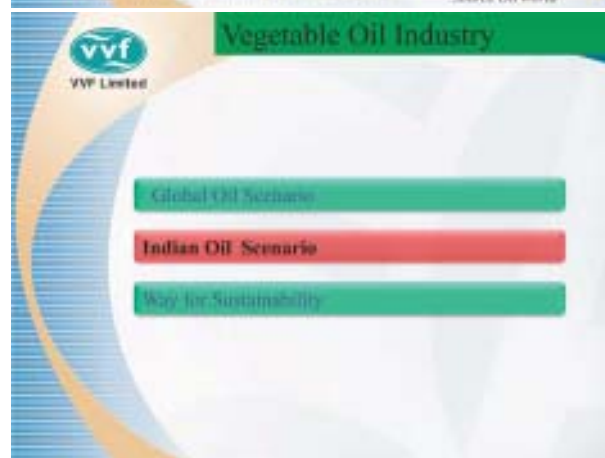 vvf
VVF Limited
Vegetable Oil Industry
Global Oil Scenario
Indian Oil Scenario
Way for Sustainability